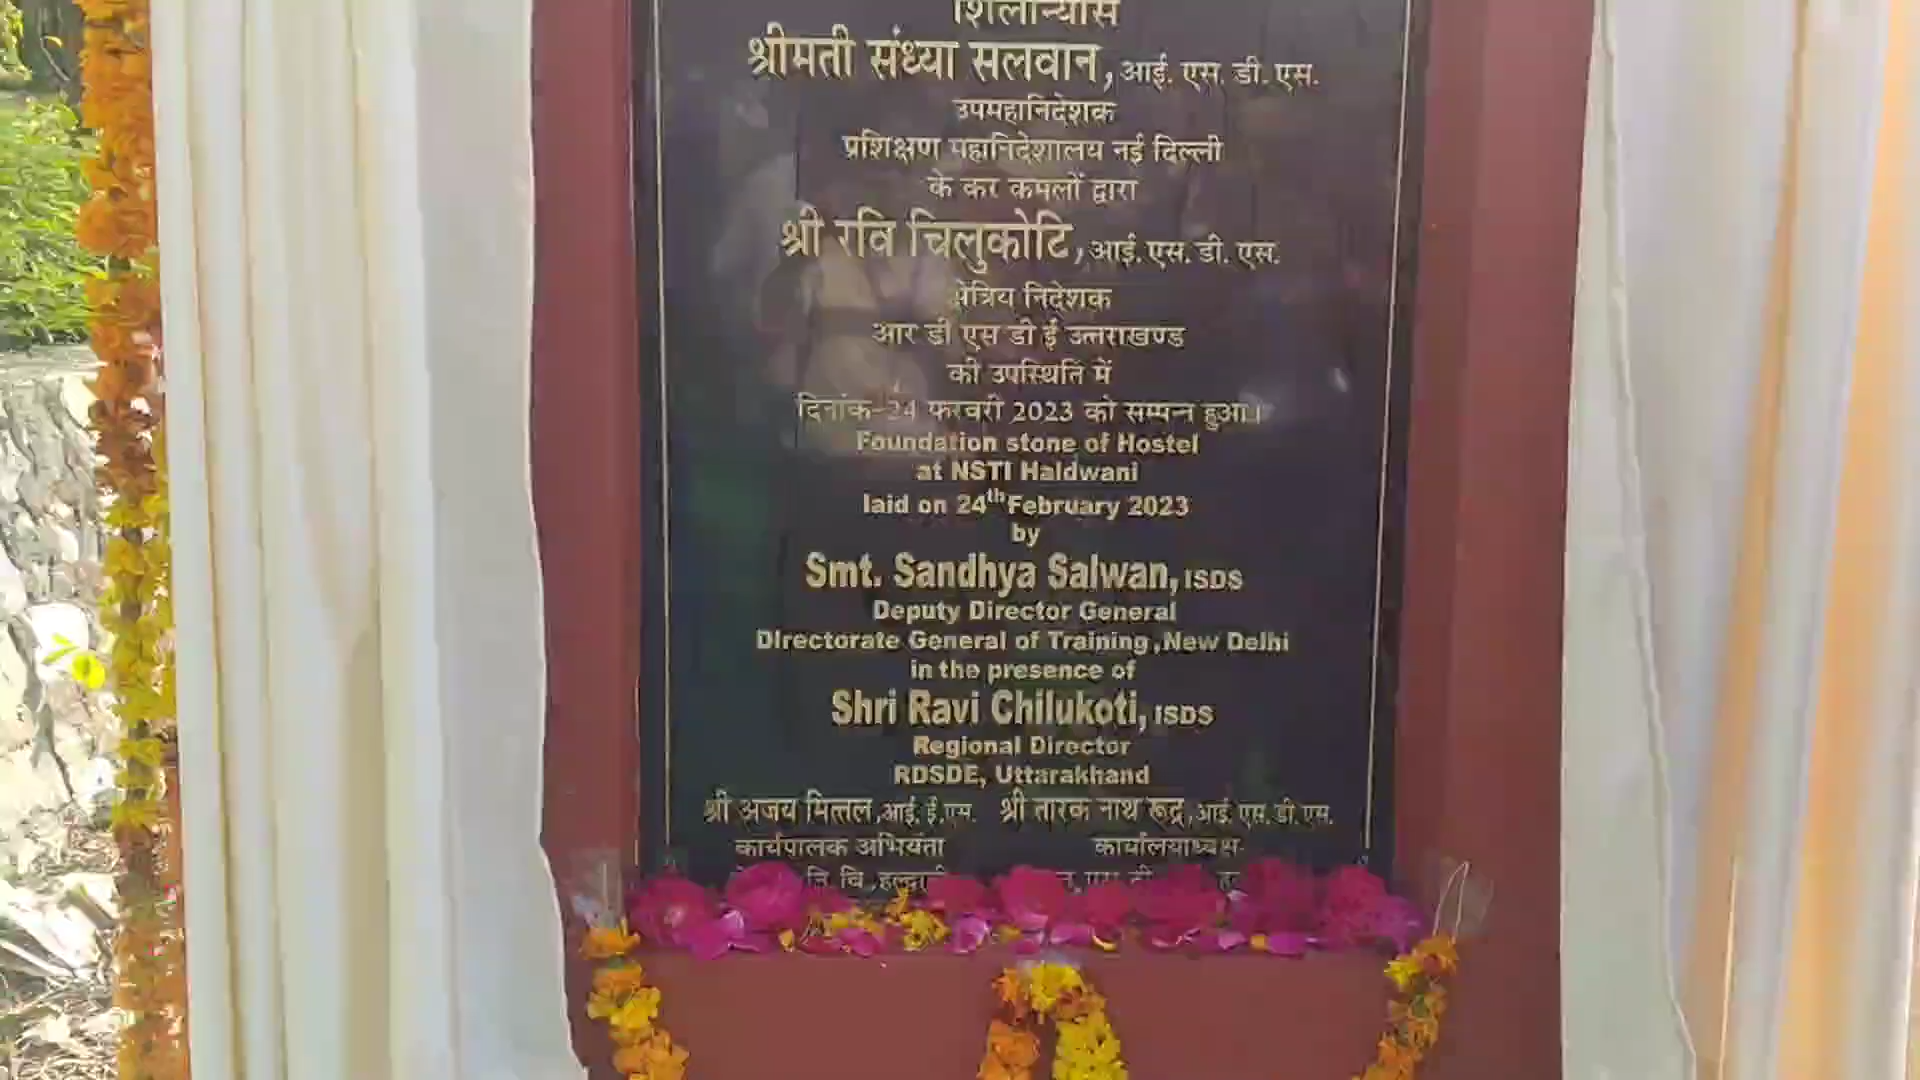 शिलान्यास
श्रीमती संध्या सलवान, आई. एस. डी. एस.
उपमहानिदेशक
प्रशिक्षण महानिदेशालय नई दिल्ली
के कर कमलों द्वारा
श्री रवि चिलुकोटि, आई. एस. डी. एस.
क्षेत्रिय निदेशक
आर डी एस डी ई उत्तराखण्ड
की उपस्थिति में
दिनांक-24 फरवरी 2023 को सम्पन्न हुआ।
Foundation stone of Hostel
at NSTI Haldwani
laid on 24th February 2023
by
Smt. Sandhya Salwan, ISDS
Deputy Director General
Directorate General of Training, New Delhi
in the presence of
Shri Ravi Chilukoti, ISDS
Regional Director
RDSDE, Uttarakhand
श्री अजय मित्तल, आई. ई. एस. श्री तारक नाथ रूद्र, आई. एस. डी. एस.
कार्यपालक अभियंता कार्यालयाध्यक्ष